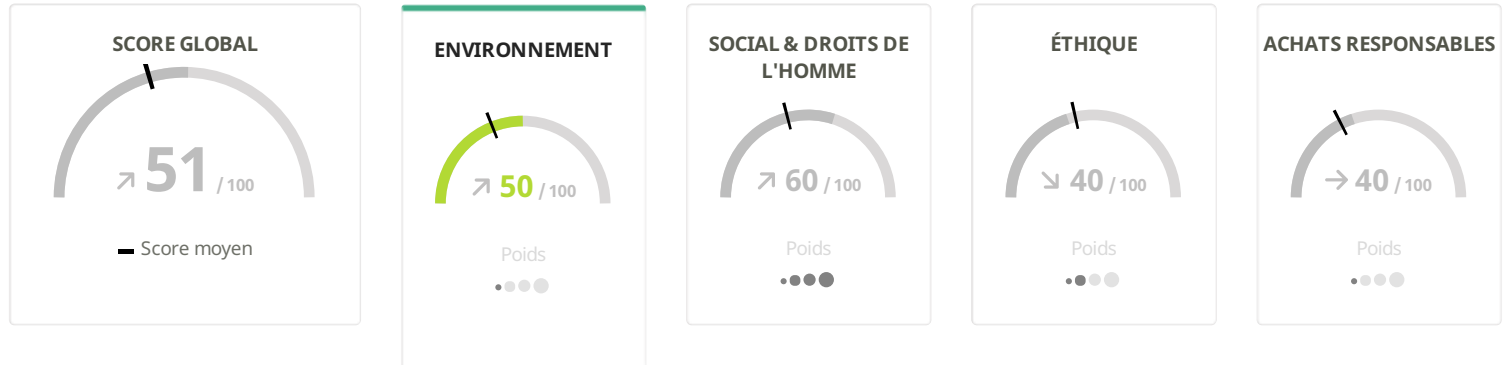 SCORE GLOBAL
↗ 51 / 100
Score moyen
ENVIRONNEMENT
↗ 50 / 100
Poids
SOCIAL & DROITS DE
L'HOMME
↗ 60 / 100
Poids
ÉTHIQUE
↘ 40 / 100
Poids
ACHATS RESPONSABLES
→ 40 / 100
Poids